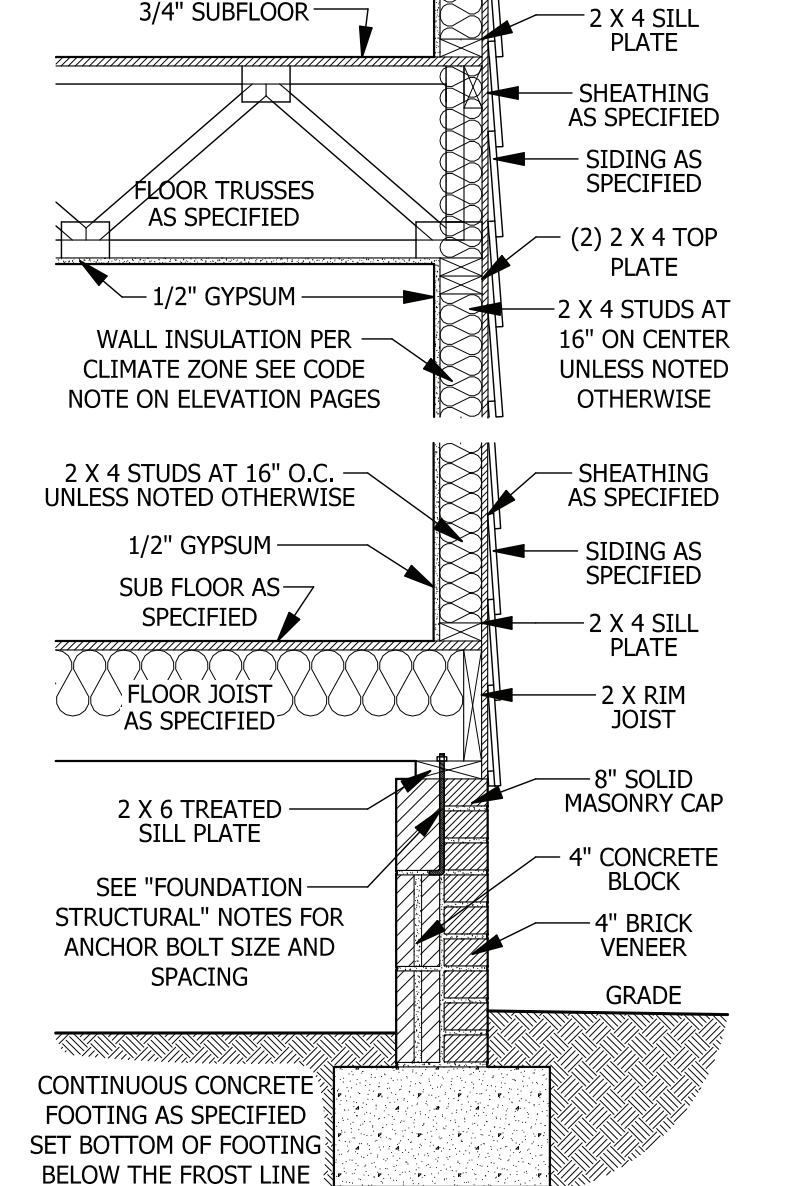 3/4" SUBFLOOR
2 X 4 SILL
PLATE
SHEATHING
AS SPECIFIED
SIDING AS
SPECIFIED
FLOOR TRUSSES
AS SPECIFIED
(2) 2 X 4 TOP
PLATE
1/2" GYPSUM
2 X 4 STUDS AT
16" ON CENTER
UNLESS NOTED
OTHERWISE
WALL INSULATION PER
CLIMATE ZONE SEE CODE
NOTE ON ELEVATION PAGES
2 X 4 STUDS AT 16" O.C.
UNLESS NOTED OTHERWISE
SHEATHING
AS SPECIFIED
1/2" GYPSUM
SIDING AS
SPECIFIED
SUB FLOOR AS
SPECIFIED
2 X 4 SILL
PLATE
FLOOR JOIST
AS SPECIFIED
2 X RIM
JOIST
2 X 6 TREATED
SILL PLATE
8" SOLID
MASONRY CAP
SEE "FOUNDATION
STRUCTURAL" NOTES FOR
ANCHOR BOLT SIZE AND
SPACING
4" CONCRETE
BLOCK
4" BRICK
VENEER
GRADE
CONTINUOUS CONCRETE
FOOTING AS SPECIFIED
SET BOTTOM OF FOOTING
BELOW THE FROST LINE